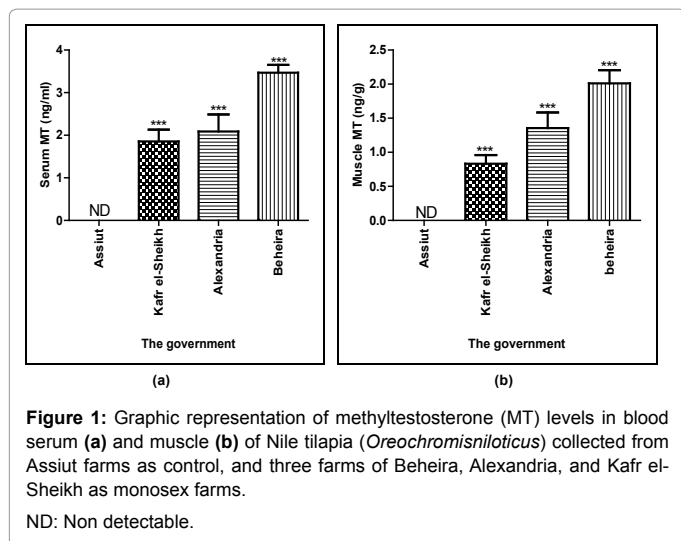 ***
***
***
4
3
2
1
0
Serum MT (ng/ml)
ND
Assiut
Kafr el-Sheikh
Alexandria
Beheira
The government
(a)
***
***
***
2.5
2.0
1.5
1.0
0.5
0.0
Muscle MT (ng/g)
ND
Assiut
Kafr el-Sheikh
Alexandria
beheira
The government
(b)
Figure 1: Graphic representation of methyltestosterone (MT) levels in blood
serum (a) and muscle (b) of Nile tilapia (Oreochromisniloticus) collected from
Assiut farms as control, and three farms of Beheira, Alexandria, and Kafr el-
Sheikh as monosex farms.
ND: Non detectable.